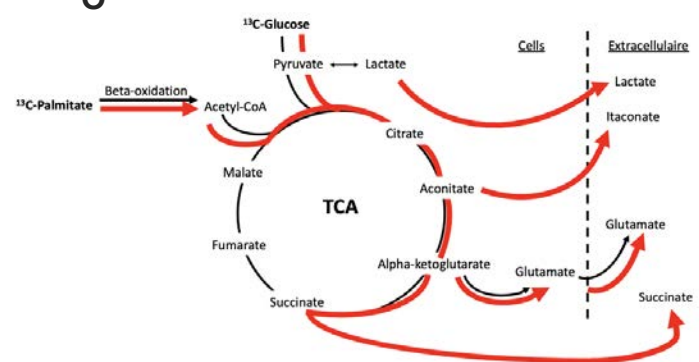 ¹³C-Glucose
Cells
Extracellulaire
Pyruvate
Lactate
Lactate
Beta-oxidation
¹³C-Palmitate
Acetyl-CoA
Itaconate
Citrate
Malate
Aconitate
TCA
Glutamate
Fumarate
Alpha-ketoglutarate
Glutamate
Succinate
Succinate